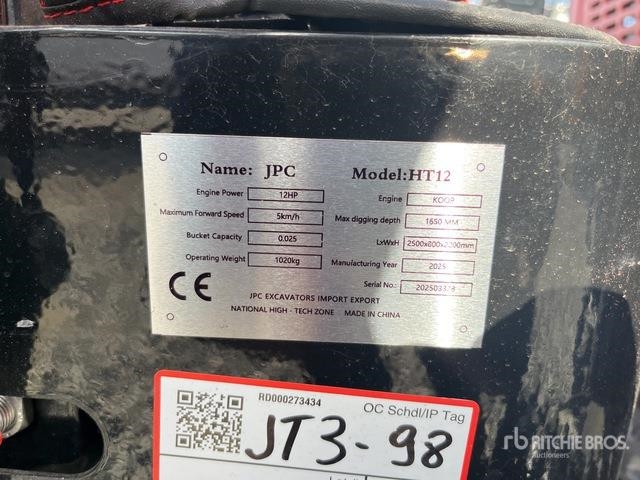 Name: JPC Model:HT12
Engine Power 12HP Engine KOOP
Maximum Forward Speed 5km/h Max digging depth 1650 MM
Bucket Capacity 0.025 LxWxH
Operating Weight 1020kg Manufacturing Year 2025
Serial No.:
CE
JPC EXCAVATORS IMPORT EXPORT
NATIONAL HIGH - TECH ZONE MADE IN CHINA
RD000273434
OC Schdl/IP Tag
JT3-98
rb RITCHIE BROS.
Auctioneers